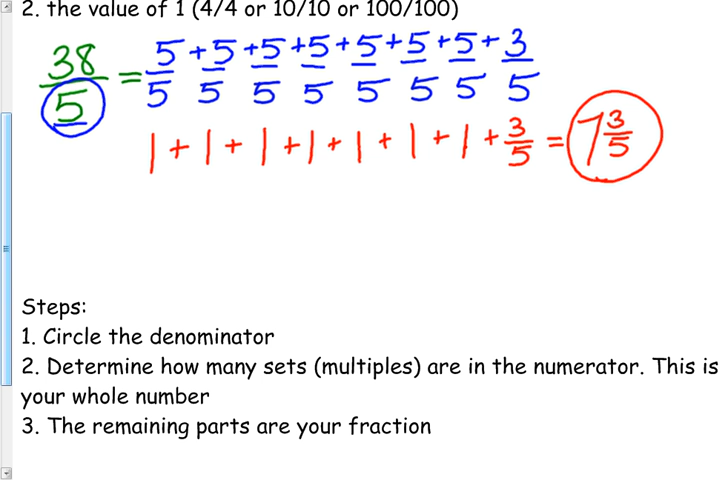 2. the value of 1 (4/4 or 10/10 or 100/100)
38/5 = 5/5 + 5/5 + 5/5 + 5/5 + 5/5 + 5/5 + 5/5 + 3/5
1 + 1 + 1 + 1 + 1 + 1 + 1 + 3/5 = 7 3/5
Steps:
1. Circle the denominator
2. Determine how many sets (multiples) are in the numerator. This is
your whole number
3. The remaining parts are your fraction